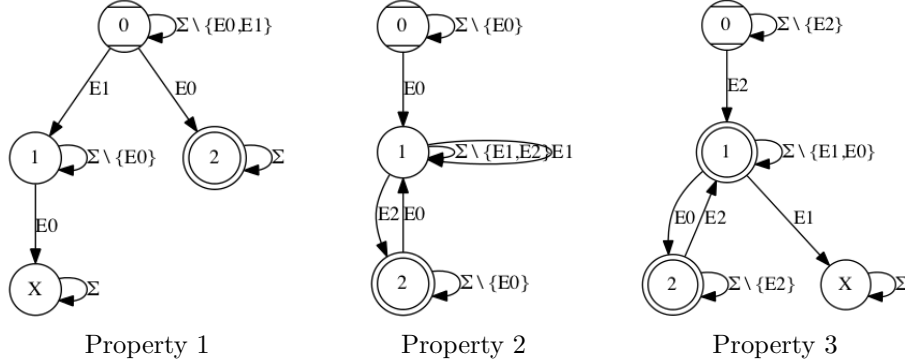 0
Σ \ {E0,E1}
E1
E0
1
Σ \ {E0}
2
Σ
E0
X
Σ
Property 1
0
Σ \ {E0}
E0
1
Σ \ {E1,E2}
E1
E2
E0
2
Σ \ {E0}
Property 2
0
Σ \ {E2}
E2
1
Σ \ {E1,E0}
E0
E2
E1
2
Σ \ {E2}
X
Σ
Property 3